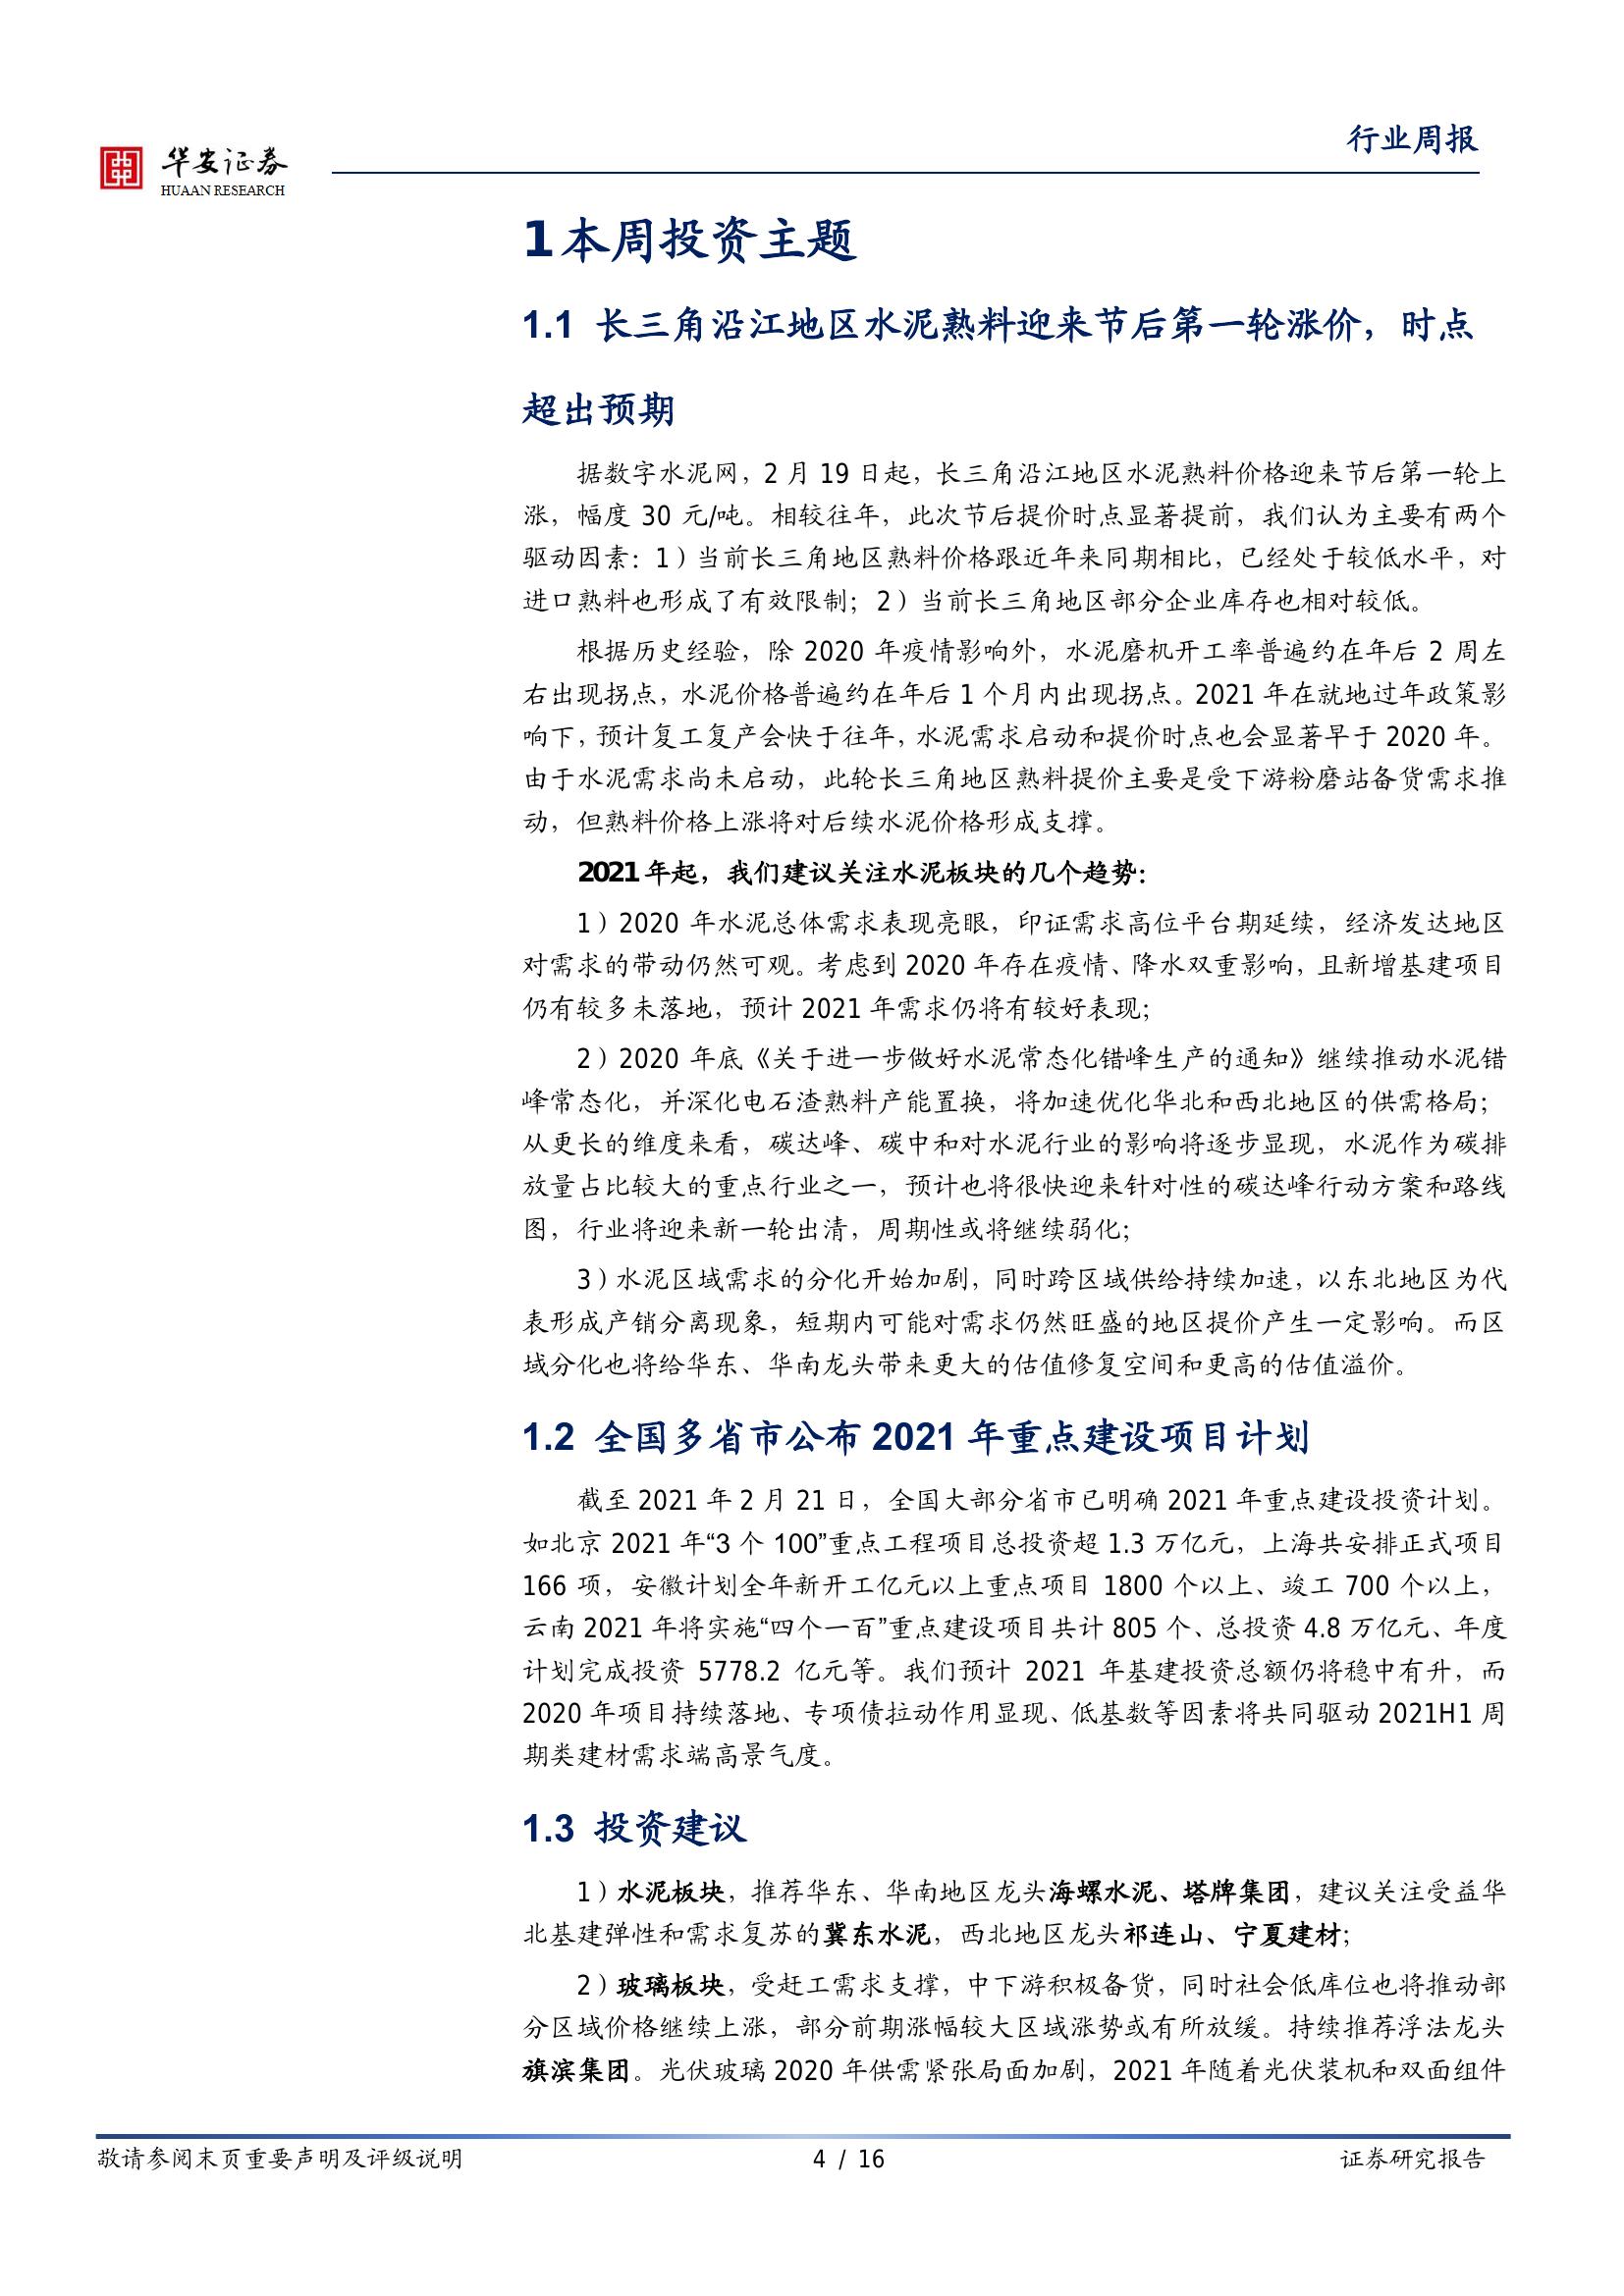 行业周报
华安证券
HUAAN RESEARCH
1本周投资主题
1.1 长三角沿江地区水泥熟料迎来节后第一轮涨价，时点
超出预期
据数字水泥网，2 月 19 日起，长三角沿江地区水泥熟料价格迎来节后第一轮上
涨，幅度 30 元/吨。相较往年，此次节后提价时点显著提前，我们认为主要有两个
驱动因素：1）当前长三角地区熟料价格跟近年来同期相比，已经处于较低水平，对
进口熟料也形成了有效限制；2）当前长三角地区部分企业库存也相对较低。
根据历史经验，除 2020 年疫情影响外，水泥磨机开工率普遍约在年后 2 周左
右出现拐点，水泥价格普遍约在年后 1 个月内出现拐点。2021 年在就地过年政策影
响下，预计复工复产会快于往年，水泥需求启动和提价时点也会显著早于 2020 年。
由于水泥需求尚未启动，此轮长三角地区熟料提价主要是受下游粉磨站备货需求推
动，但熟料价格上涨将对后续水泥价格形成支撑。
2021 年起，我们建议关注水泥板块的几个趋势：
1）2020 年水泥总体需求表现亮眼，印证需求高位平台期延续，经济发达地区
对需求的带动仍然可观。考虑到 2020 年存在疫情、降水双重影响，且新增基建项目
仍有较多未落地，预计 2021 年需求仍将有较好表现；
2）2020 年底《关于进一步做好水泥常态化错峰生产的通知》继续推动水泥错
峰常态化，并深化电石渣熟料产能置换，将加速优化华北和西北地区的供需格局；
从更长的维度来看，碳达峰、碳中和对水泥行业的影响将逐步显现，水泥作为碳排
放量占比较大的重点行业之一，预计也将很快迎来针对性的碳达峰行动方案和路线
图，行业将迎来新一轮出清，周期性或将继续弱化；
3）水泥区域需求的分化开始加剧，同时跨区域供给持续加速，以东北地区为代
表形成产销分离现象，短期内可能对需求仍然旺盛的地区提价产生一定影响。而区
域分化也将给华东、华南龙头带来更大的估值修复空间和更高的估值溢价。
1.2 全国多省市公布 2021 年重点建设项目计划
截至 2021 年 2 月 21 日，全国大部分省市已明确 2021 年重点建设投资计划。
如北京 2021 年“3 个 100”重点工程项目总投资超 1.3 万亿元，上海共安排正式项目
166 项，安徽计划全年新开工亿元以上重点项目 1800 个以上、竣工 700 个以上，
云南 2021 年将实施“四个一百”重点建设项目共计 805 个、总投资 4.8 万亿元、年度
计划完成投资 5778.2 亿元等。我们预计 2021 年基建投资总额仍将稳中有升，而
2020 年项目持续落地、专项债拉动作用显现、低基数等因素将共同驱动 2021H1 周
期类建材需求端高景气度。
1.3 投资建议
1）水泥板块，推荐华东、华南地区龙头海螺水泥、塔牌集团，建议关注受益华
北基建弹性和需求复苏的冀东水泥，西北地区龙头祁连山、宁夏建材；
2）玻璃板块，受赶工需求支撑，中下游积极备货，同时社会低库位也将推动部
分区域价格继续上涨，部分前期涨幅较大区域涨势或有所放缓。持续推荐浮法龙头
旗滨集团。光伏玻璃 2020 年供需紧张局面加剧，2021 年随着光伏装机和双面组件
敬请参阅末页重要声明及评级说明
4 / 16
证券研究报告